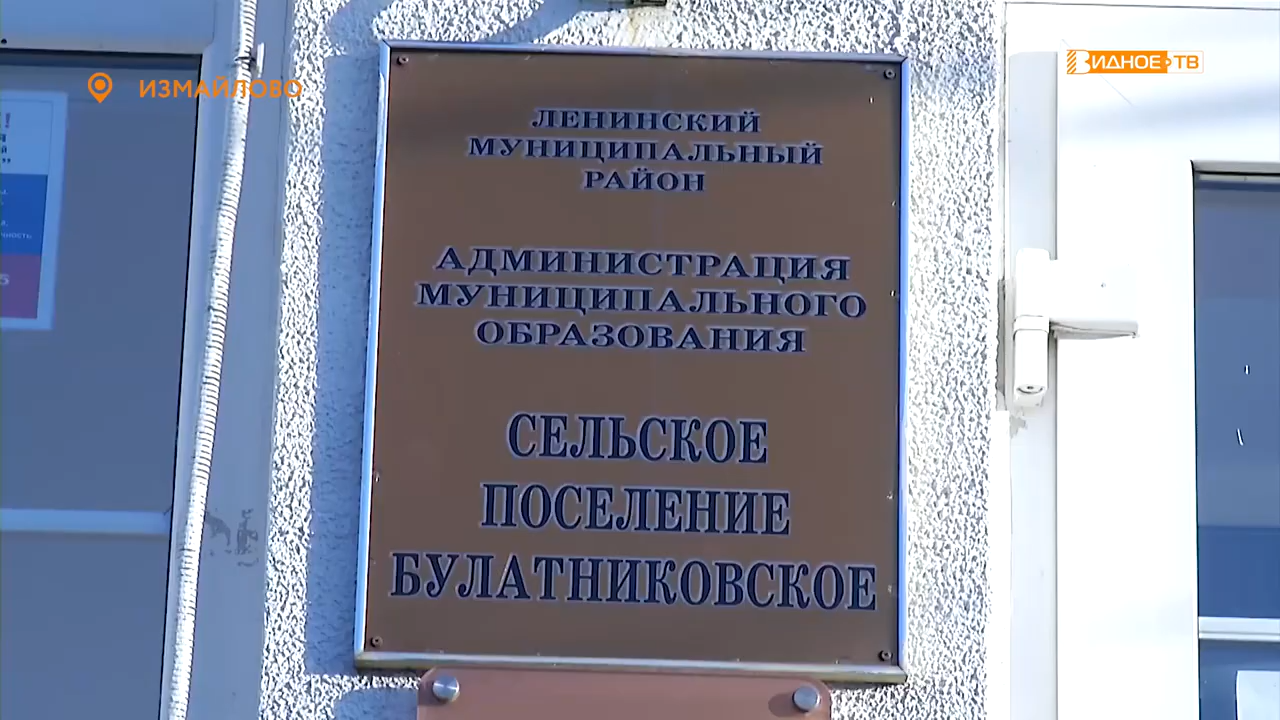 ИЗМАЙЛОВО
ВИДНОЕ ТВ
ЛЕНИНСКИЙ
МУНИЦИПАЛЬНЫЙ
РАЙОН
АДМИНИСТРАЦИЯ
МУНИЦИПАЛЬНОГО
ОБРАЗОВАНИЯ
СЕЛЬСКОЕ
ПОСЕЛЕНИЕ
БУЛАТНИКОВСКОЕ